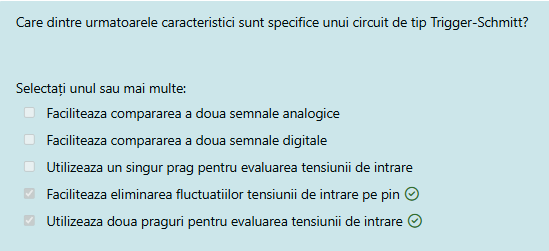 Care dintre urmatoarele caracteristici sunt specifice unui circuit de tip Trigger-Schmitt?
Selectați unul sau mai multe:
Faciliteaza compararea a doua semnale analogice
Faciliteaza compararea a doua semnale digitale
Utilizeaza un singur prag pentru evaluarea tensiunii de intrare
Faciliteaza eliminarea fluctuatiilor tensiunii de intrare pe pin
Utilizeaza doua praguri pentru evaluarea tensiunii de intrare